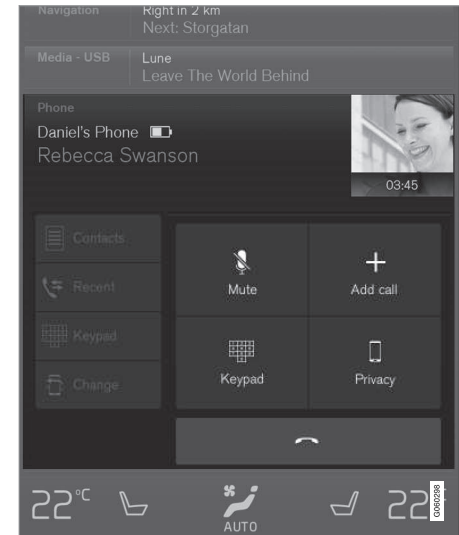 Navigation
Right in 2 km
Next: Storgatan
Media - USB
Lune
Leave The World Behind
Phone
Daniel's Phone
Rebecca Swanson
03:45
Contacts
Recent
Keypad
Change
Mute
Add call
Keypad
Privacy
22°C
AUTO
22°
G060298